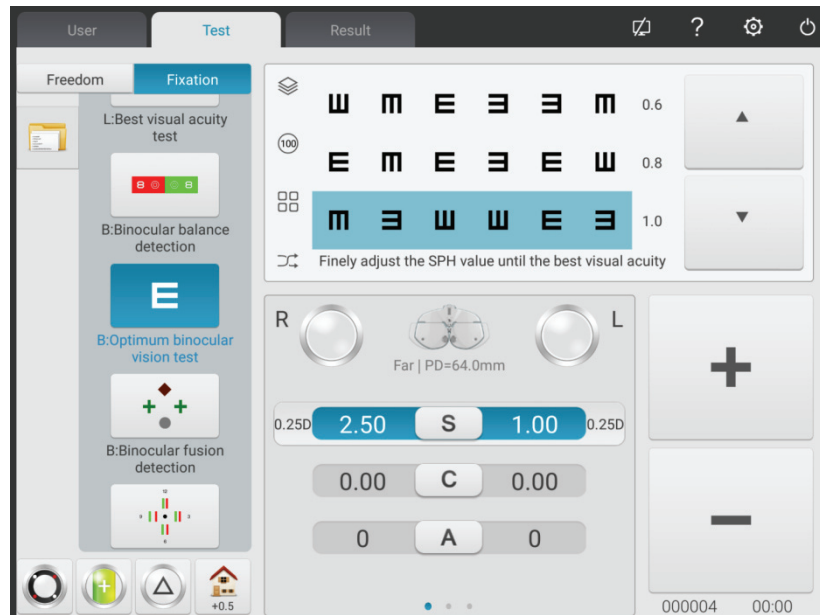 User
Test
Result
?
Freedom
Fixation
L:Best visual acuity
test
B:Binocular balance
detection
E
B:Optimum binocular
vision test
B:Binocular fusion
detection
+0.5
100
Ш m E Ǝ Ǝ m 0.6
E m E Ǝ E Ш 0.8
m Ǝ Ш Ш E Ǝ 1.0
Finely adjust the SPH value until the best visual acuity
R
L
Far | PD=64.0mm
0.25D 2.50 S 1.00 0.25D
0.00 C 0.00
0 A 0
+
−
000004 00:00